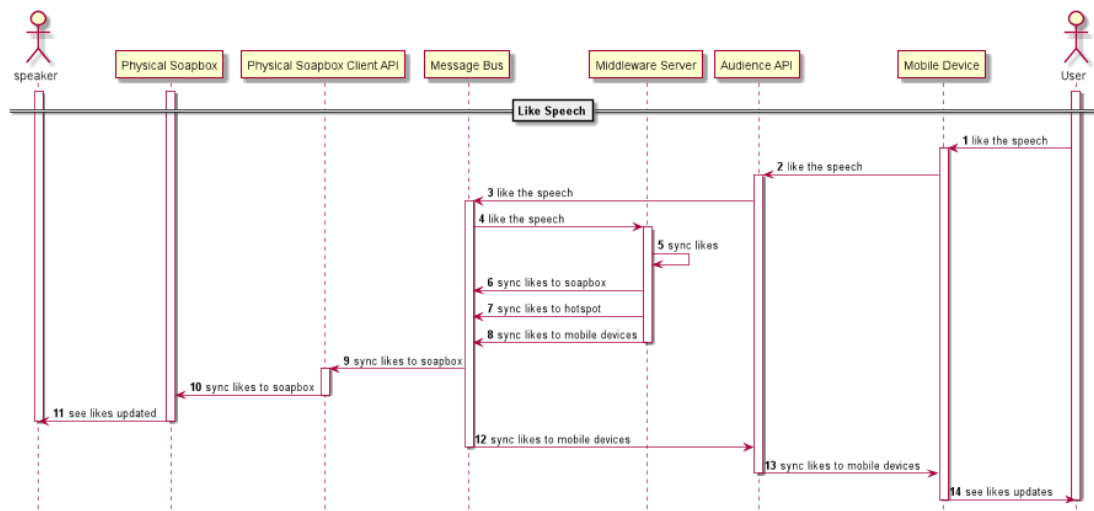 speaker
Physical Soapbox
Physical Soapbox Client API
Message Bus
Middleware Server
Audience API
Mobile Device
User
Like Speech
1 like the speech
2 like the speech
3 like the speech
4 like the speech
5 sync likes
6 sync likes to soapbox
7 sync likes to hotspot
8 sync likes to mobile devices
9 sync likes to soapbox
10 sync likes to soapbox
11 see likes updated
12 sync likes to mobile devices
13 sync likes to mobile devices
14 see likes updates